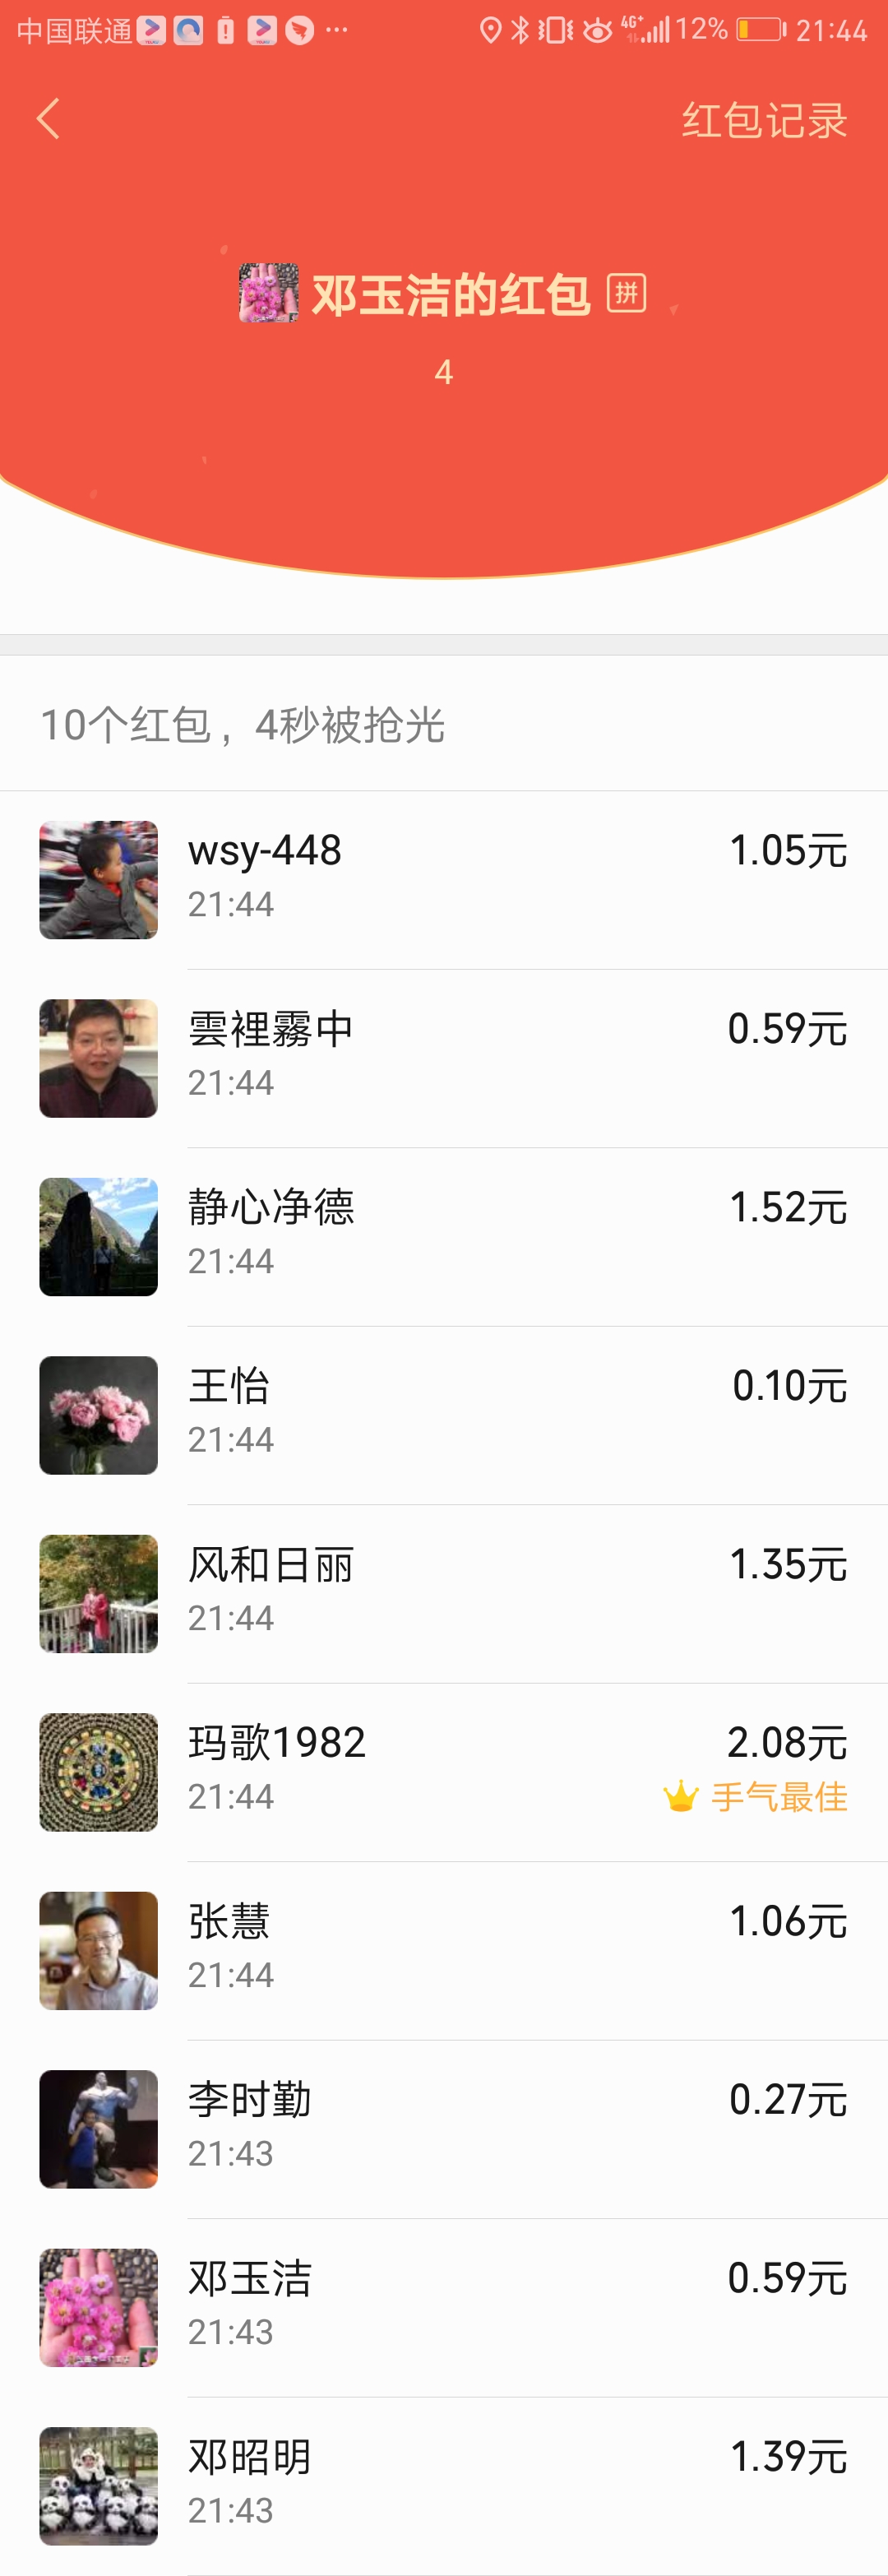 中国联通 4G+ 12% 21:44
红包记录
邓玉洁的红包 拼
4
10个红包，4秒被抢光
wsy-448 1.05元
21:44
雲裡霧中 0.59元
21:44
静心净德 1.52元
21:44
王怡 0.10元
21:44
风和日丽 1.35元
21:44
玛歌1982 2.08元
21:44 手气最佳
张慧 1.06元
21:44
李时勤 0.27元
21:43
邓玉洁 0.59元
21:43
邓昭明 1.39元
21:43